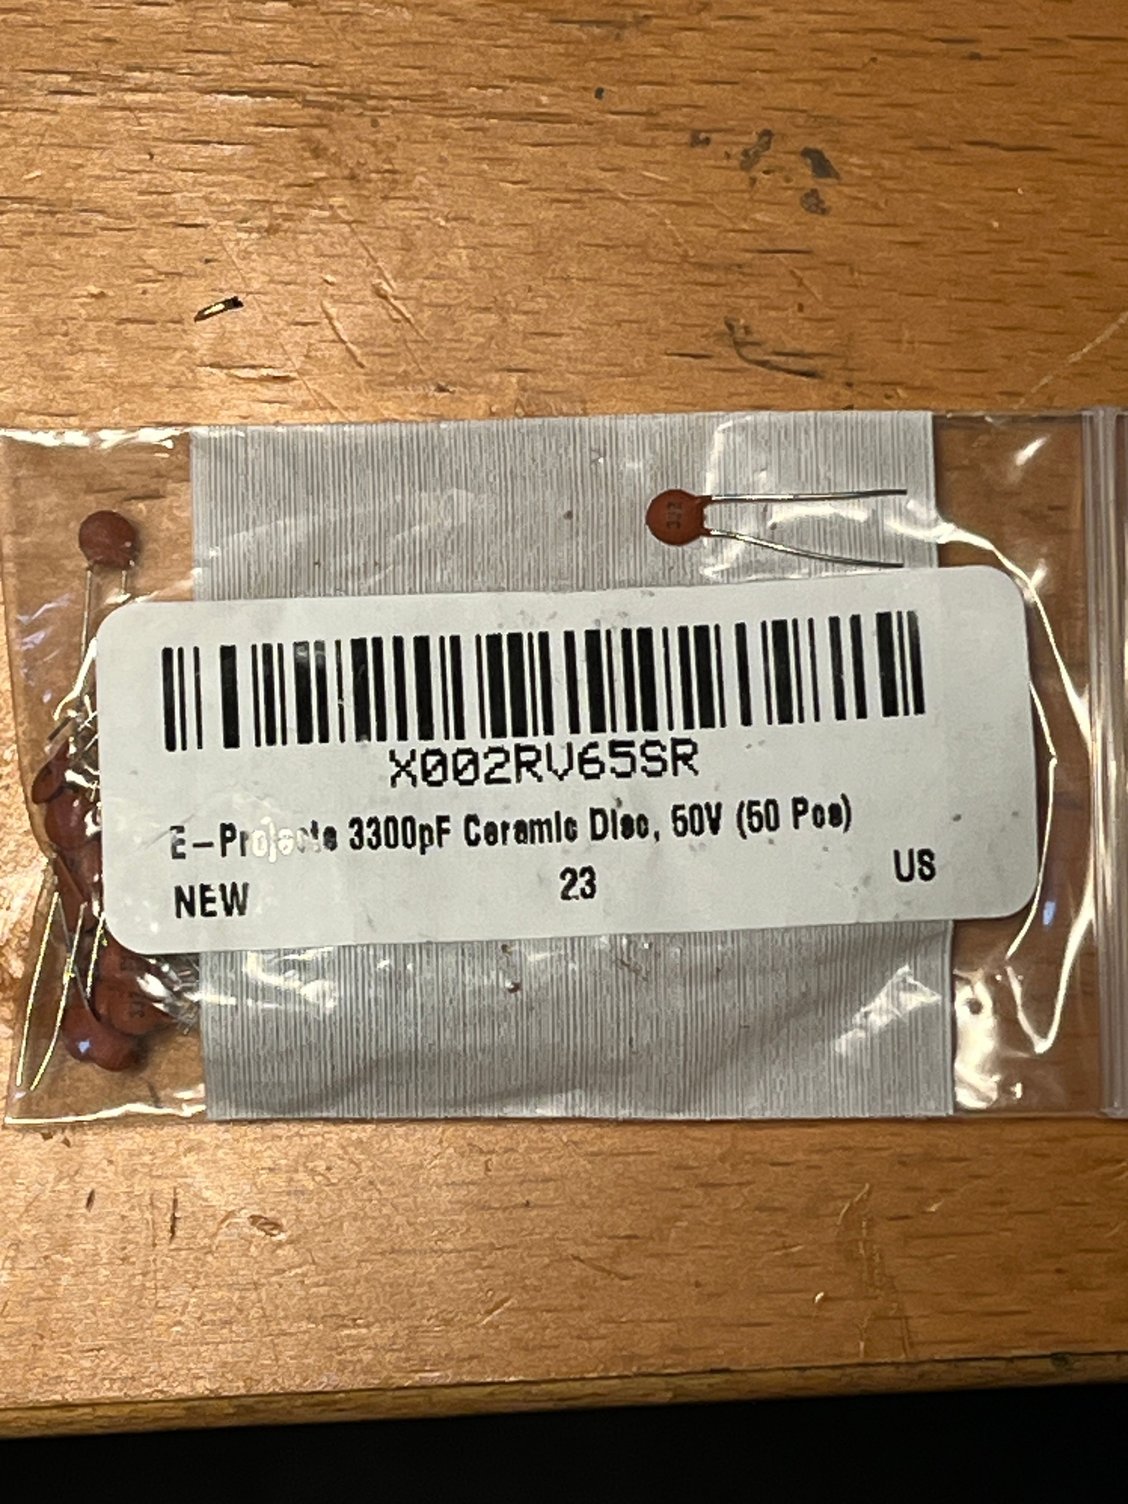 X002RV65SR
E-Projects 3300pF Ceramic Disc, 50V (50 Pcs)
NEW 23 US